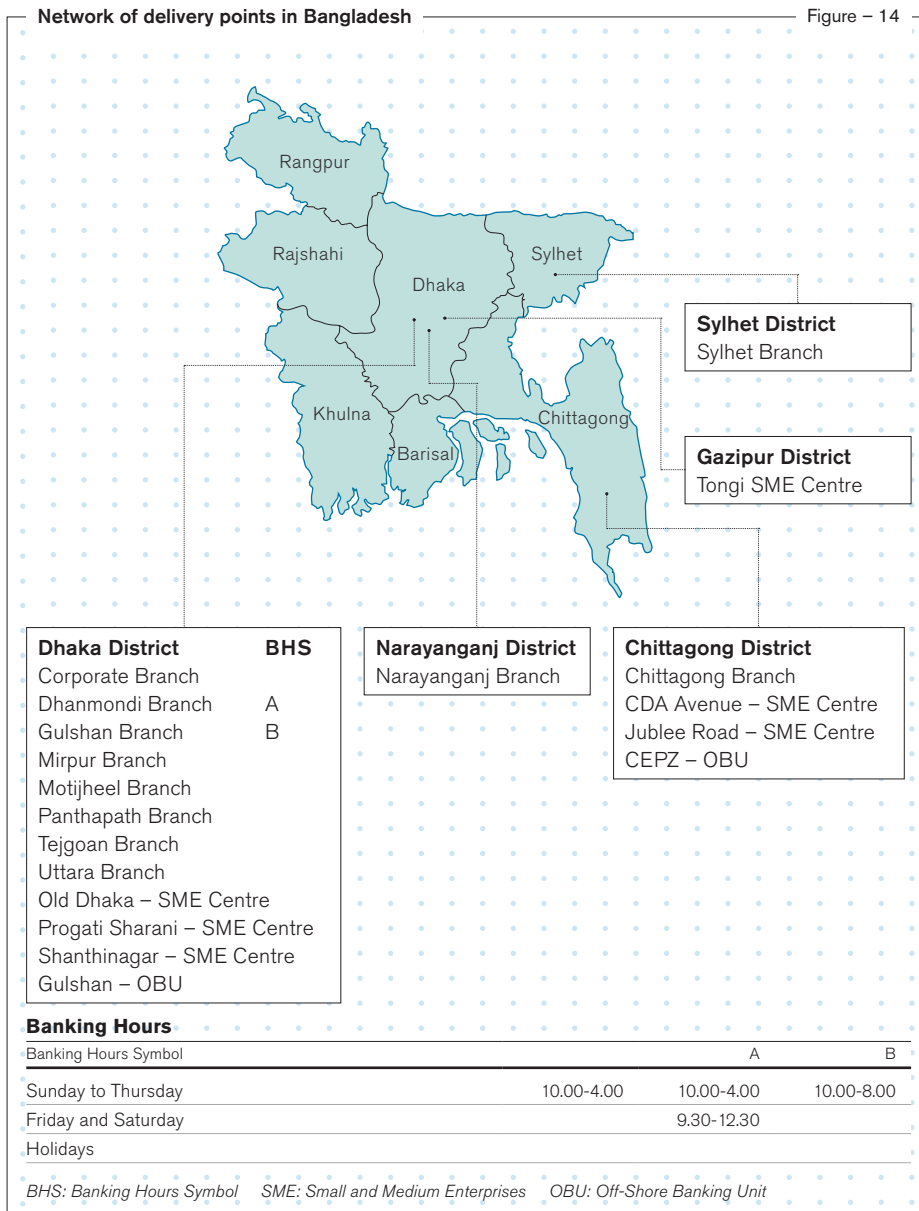 Network of delivery points in Bangladesh Figure – 14
Rangpur
Rajshahi
Sylhet
Dhaka
Khulna
Barisal
Chittagong
Sylhet District
Sylhet Branch
Gazipur District
Tongi SME Centre
Dhaka District BHS
Corporate Branch
Dhanmondi Branch A
Gulshan Branch B
Mirpur Branch
Motijheel Branch
Panthapath Branch
Tejgoan Branch
Uttara Branch
Old Dhaka – SME Centre
Progati Sharani – SME Centre
Shanthinagar – SME Centre
Gulshan – OBU
Narayanganj District
Narayanganj Branch
Chittagong District
Chittagong Branch
CDA Avenue – SME Centre
Jublee Road – SME Centre
CEPZ – OBU
Banking Hours
Banking Hours Symbol A B
Sunday to Thursday 10.00-4.00 10.00-4.00 10.00-8.00
Friday and Saturday 9.30-12.30
Holidays
BHS: Banking Hours Symbol SME: Small and Medium Enterprises OBU: Off-Shore Banking Unit